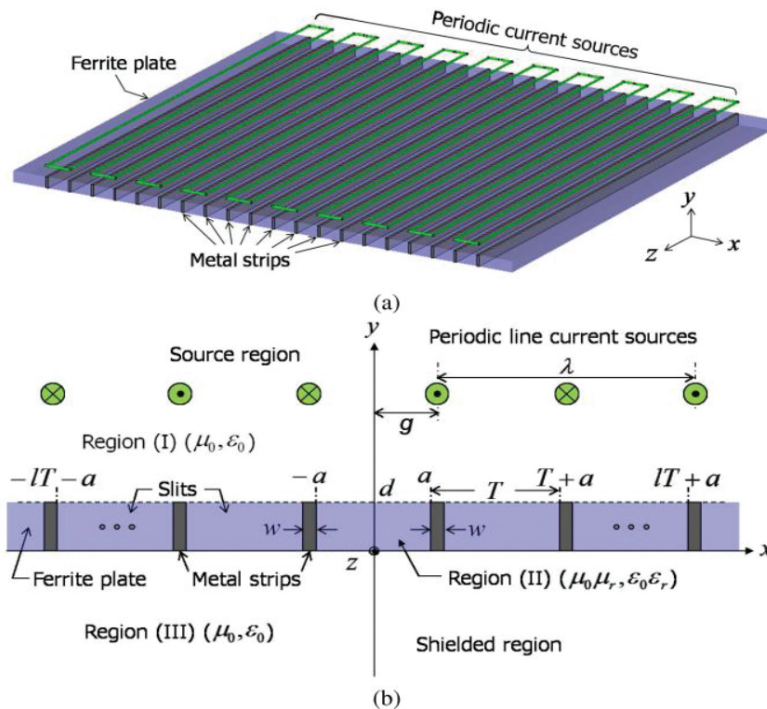 Periodic current sources
Ferrite plate
Metal strips
y
x
z
(a)
y
Periodic line current sources
Source region
λ
g
Region (I) (μ₀, ε₀)
-lT - a
Slits
-a
d
a
T
T + a
lT + a
w
w
Ferrite plate
Metal strips
z
Region (II) (μ₀μᵣ, ε₀εᵣ)
x
Region (III) (μ₀, ε₀)
Shielded region
(b)